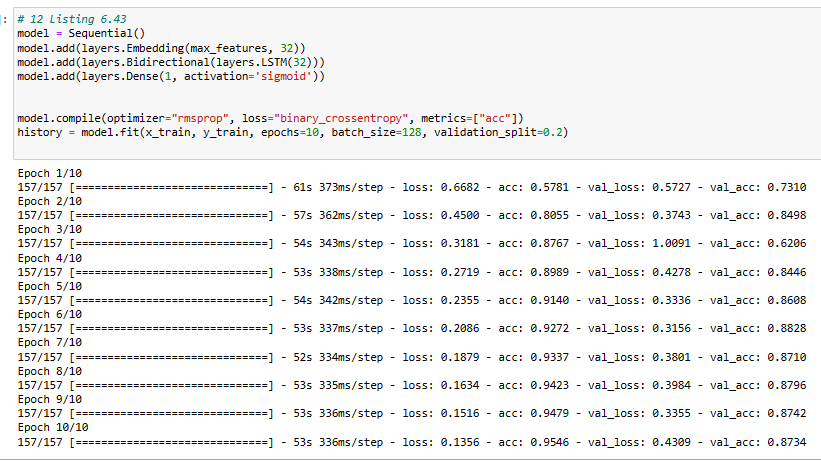 ]: # 12 Listing 6.43
model = Sequential()
model.add(layers.Embedding(max_features, 32))
model.add(layers.Bidirectional(layers.LSTM(32)))
model.add(layers.Dense(1, activation='sigmoid'))
model.compile(optimizer="rmsprop", loss="binary_crossentropy", metrics=["acc"])
history = model.fit(x_train, y_train, epochs=10, batch_size=128, validation_split=0.2)
Epoch 1/10
157/157 [==============================] - 61s 373ms/step - loss: 0.6682 - acc: 0.5781 - val_loss: 0.5727 - val_acc: 0.7310
Epoch 2/10
157/157 [==============================] - 57s 362ms/step - loss: 0.4500 - acc: 0.8055 - val_loss: 0.3743 - val_acc: 0.8498
Epoch 3/10
157/157 [==============================] - 54s 343ms/step - loss: 0.3181 - acc: 0.8767 - val_loss: 1.0091 - val_acc: 0.6206
Epoch 4/10
157/157 [==============================] - 53s 338ms/step - loss: 0.2719 - acc: 0.8989 - val_loss: 0.4278 - val_acc: 0.8446
Epoch 5/10
157/157 [==============================] - 54s 342ms/step - loss: 0.2355 - acc: 0.9140 - val_loss: 0.3336 - val_acc: 0.8608
Epoch 6/10
157/157 [==============================] - 53s 337ms/step - loss: 0.2086 - acc: 0.9272 - val_loss: 0.3156 - val_acc: 0.8828
Epoch 7/10
157/157 [==============================] - 52s 334ms/step - loss: 0.1879 - acc: 0.9337 - val_loss: 0.3801 - val_acc: 0.8710
Epoch 8/10
157/157 [==============================] - 53s 335ms/step - loss: 0.1634 - acc: 0.9423 - val_loss: 0.3984 - val_acc: 0.8796
Epoch 9/10
157/157 [==============================] - 53s 336ms/step - loss: 0.1516 - acc: 0.9479 - val_loss: 0.3355 - val_acc: 0.8742
Epoch 10/10
157/157 [==============================] - 53s 336ms/step - loss: 0.1356 - acc: 0.9546 - val_loss: 0.4309 - val_acc: 0.8734